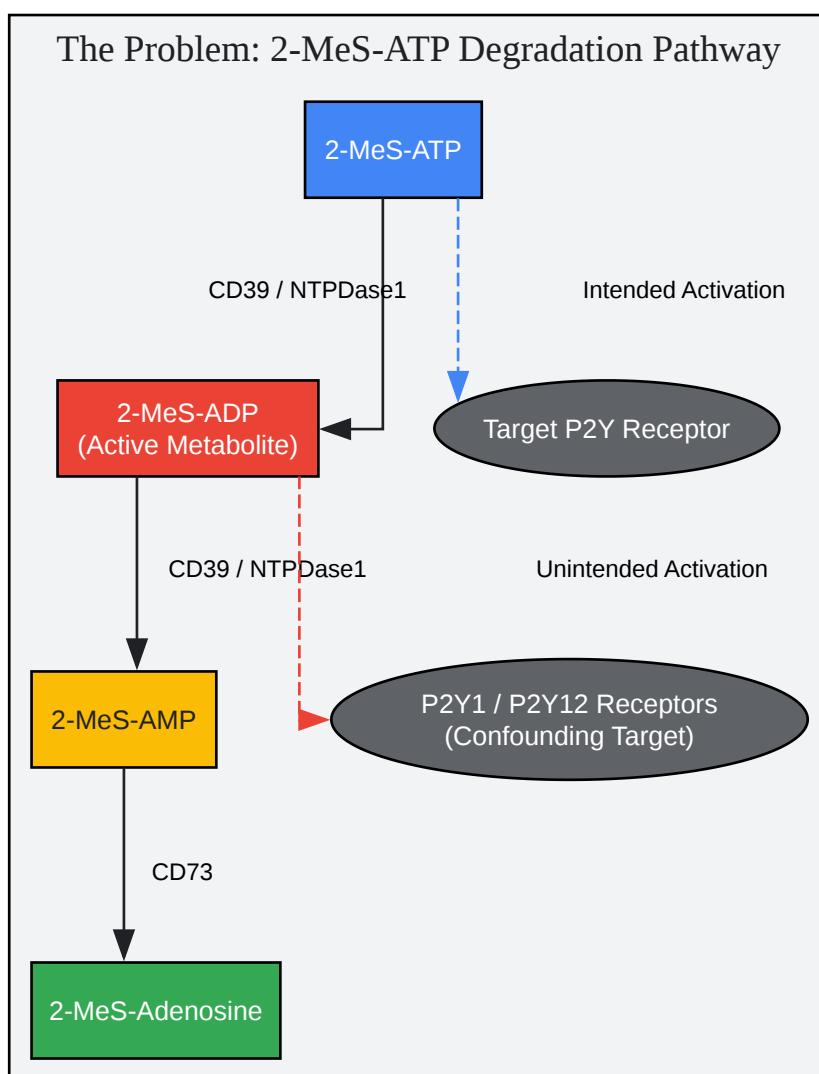 The Problem: 2-MeS-ATP Degradation Pathway
2-MeS-ATP
CD39 / NTPDase1
Intended Activation
2-MeS-ADP
(Active Metabolite)
Target P2Y Receptor
CD39 / NTPDase1
Unintended Activation
2-MeS-AMP
P2Y1 / P2Y12 Receptors
(Confounding Target)
CD73
2-MeS-Adenosine